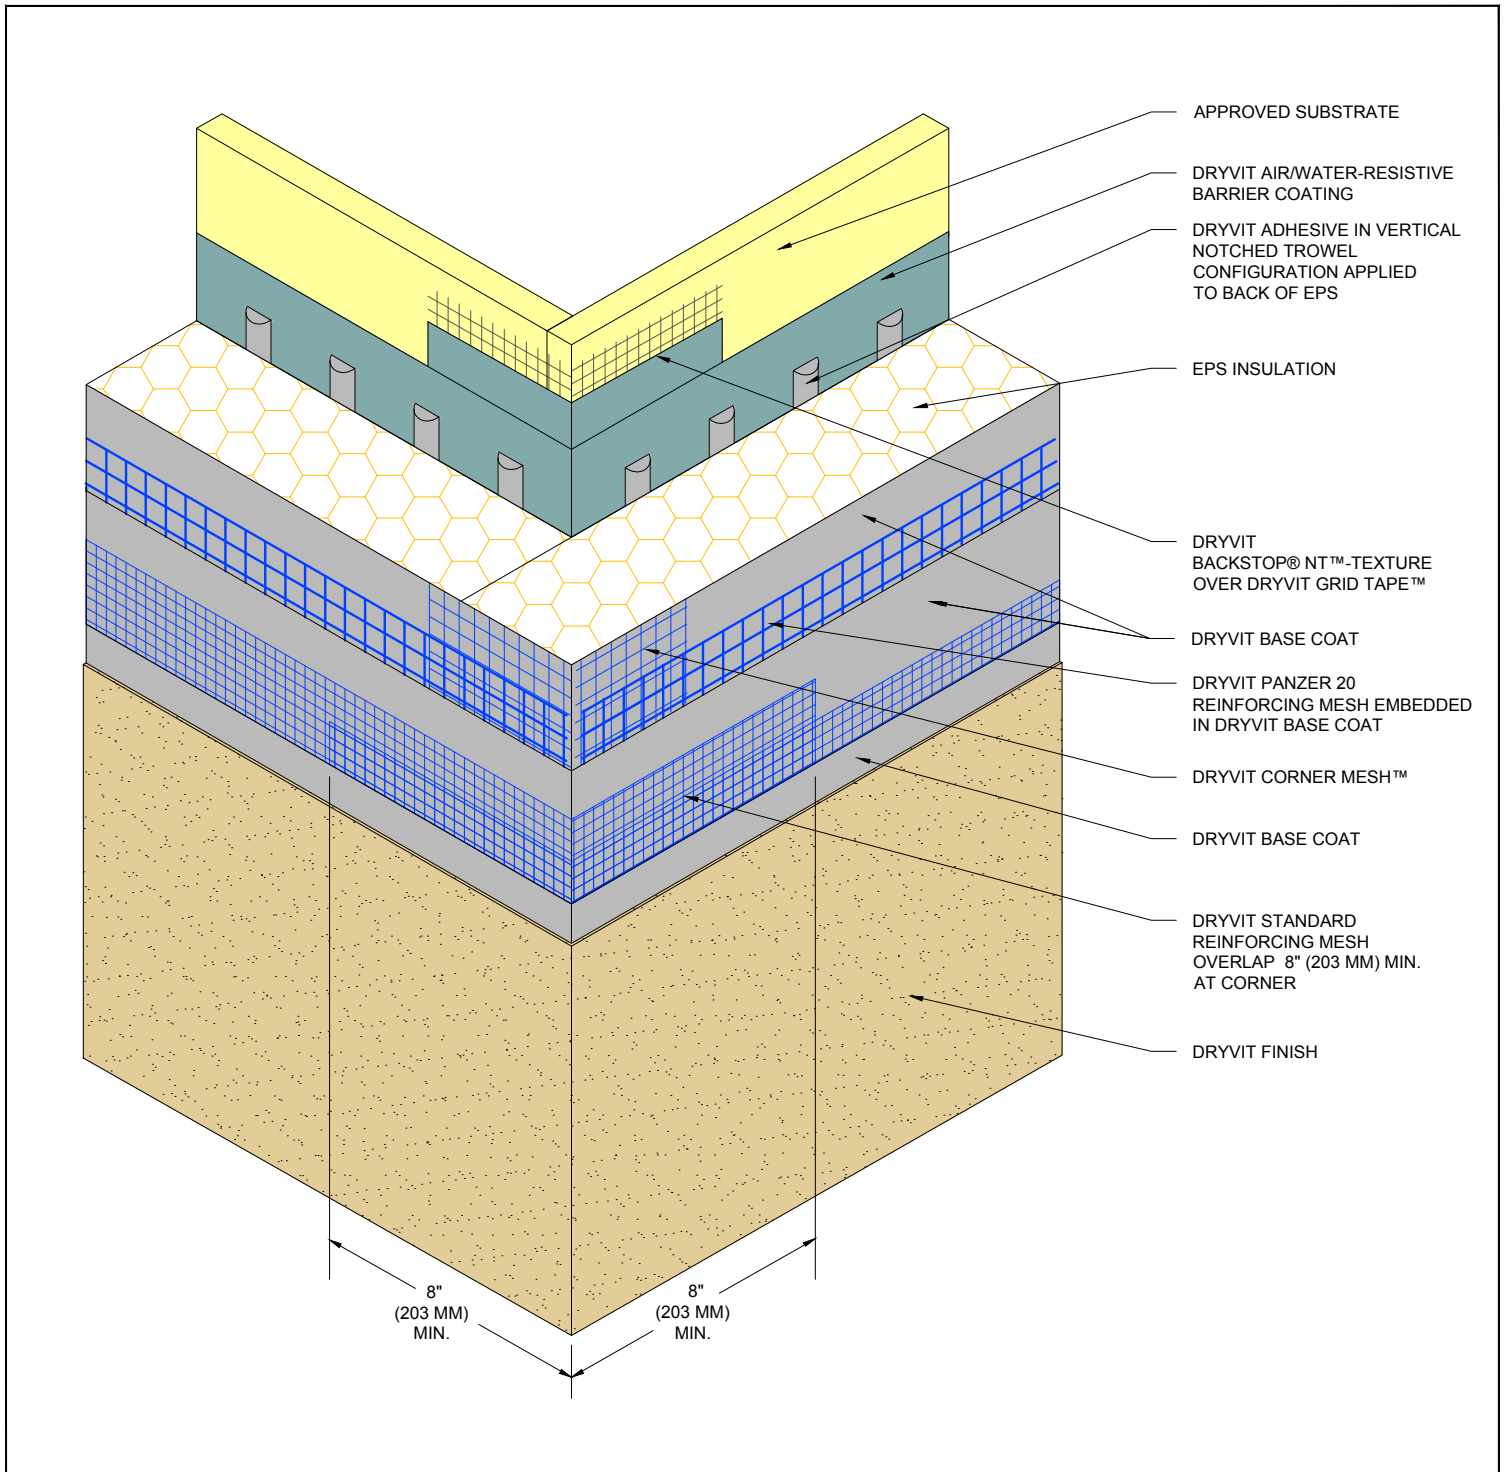 APPROVED SUBSTRATE
DRYVIT AIR/WATER-RESISTIVE
BARRIER COATING
DRYVIT ADHESIVE IN VERTICAL
NOTCHED TROWEL
CONFIGURATION APPLIED
TO BACK OF EPS
EPS INSULATION
DRYVIT
BACKSTOP® NT™-TEXTURE
OVER DRYVIT GRID TAPE™
DRYVIT BASE COAT
DRYVIT PANZER 20
REINFORCING MESH EMBEDDED
IN DRYVIT BASE COAT
DRYVIT CORNER MESH™
DRYVIT BASE COAT
DRYVIT STANDARD
REINFORCING MESH
OVERLAP 8" (203 MM) MIN.
AT CORNER
DRYVIT FINISH
8"
(203 MM)
MIN.
8"
(203 MM)
MIN.